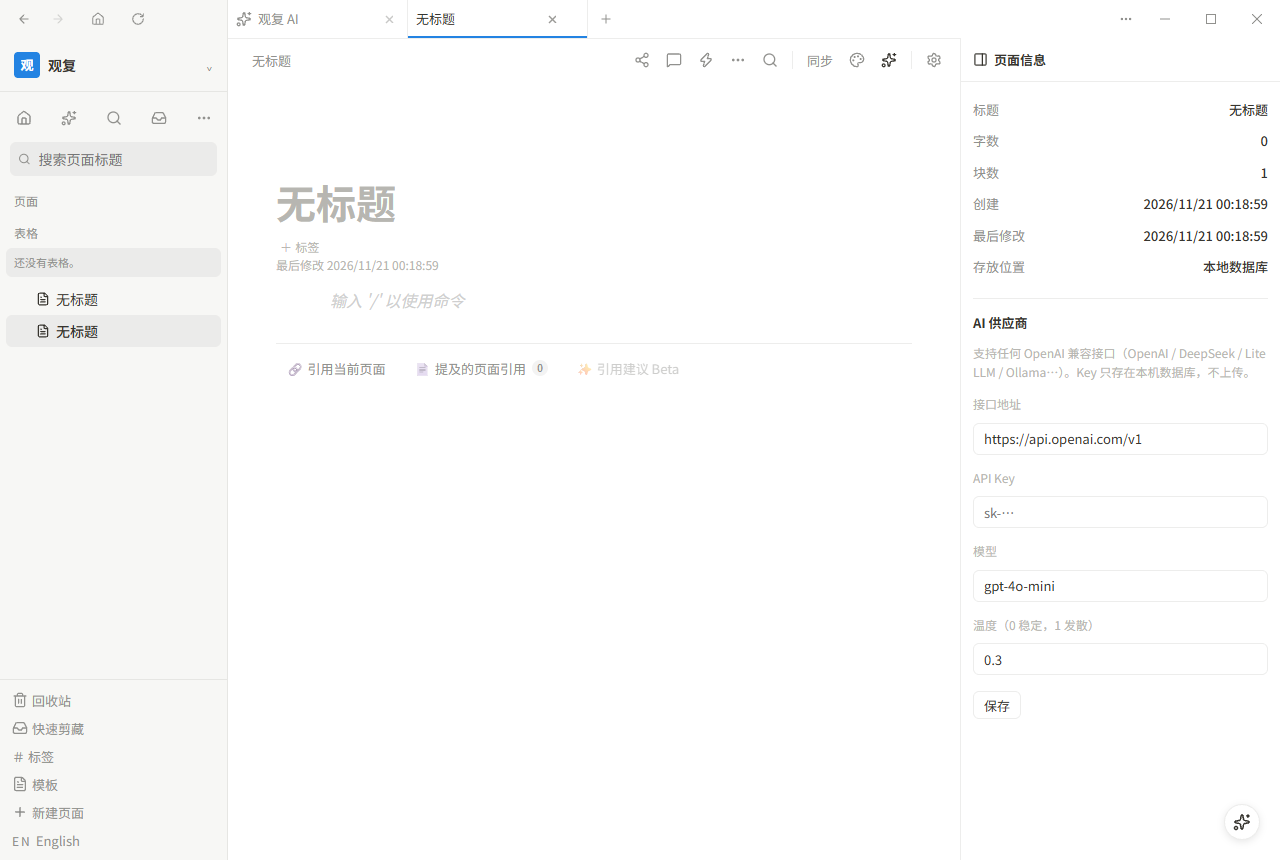 观复 AI
无标题
观 观复
搜索页面标题
页面
表格
还没有表格。
无标题
无标题
回收站
快速剪藏
# 标签
模板
新建页面
EN English
无标题
同步
无标题
+ 标签
最后修改 2026/11/21 00:18:59
输入 '/' 以使用命令
引用当前页面
提及的页面引用 0
引用建议 Beta
页面信息
标题 无标题
字数 0
块数 1
创建 2026/11/21 00:18:59
最后修改 2026/11/21 00:18:59
存放位置 本地数据库
AI 供应商
支持任何 OpenAI 兼容接口（OpenAI / DeepSeek / Lite
LLM / Ollama…）。Key 只存在本机数据库，不上传。
接口地址
https://api.openai.com/v1
API Key
sk-…
模型
gpt-4o-mini
温度（0 稳定，1 发散）
0.3
保存